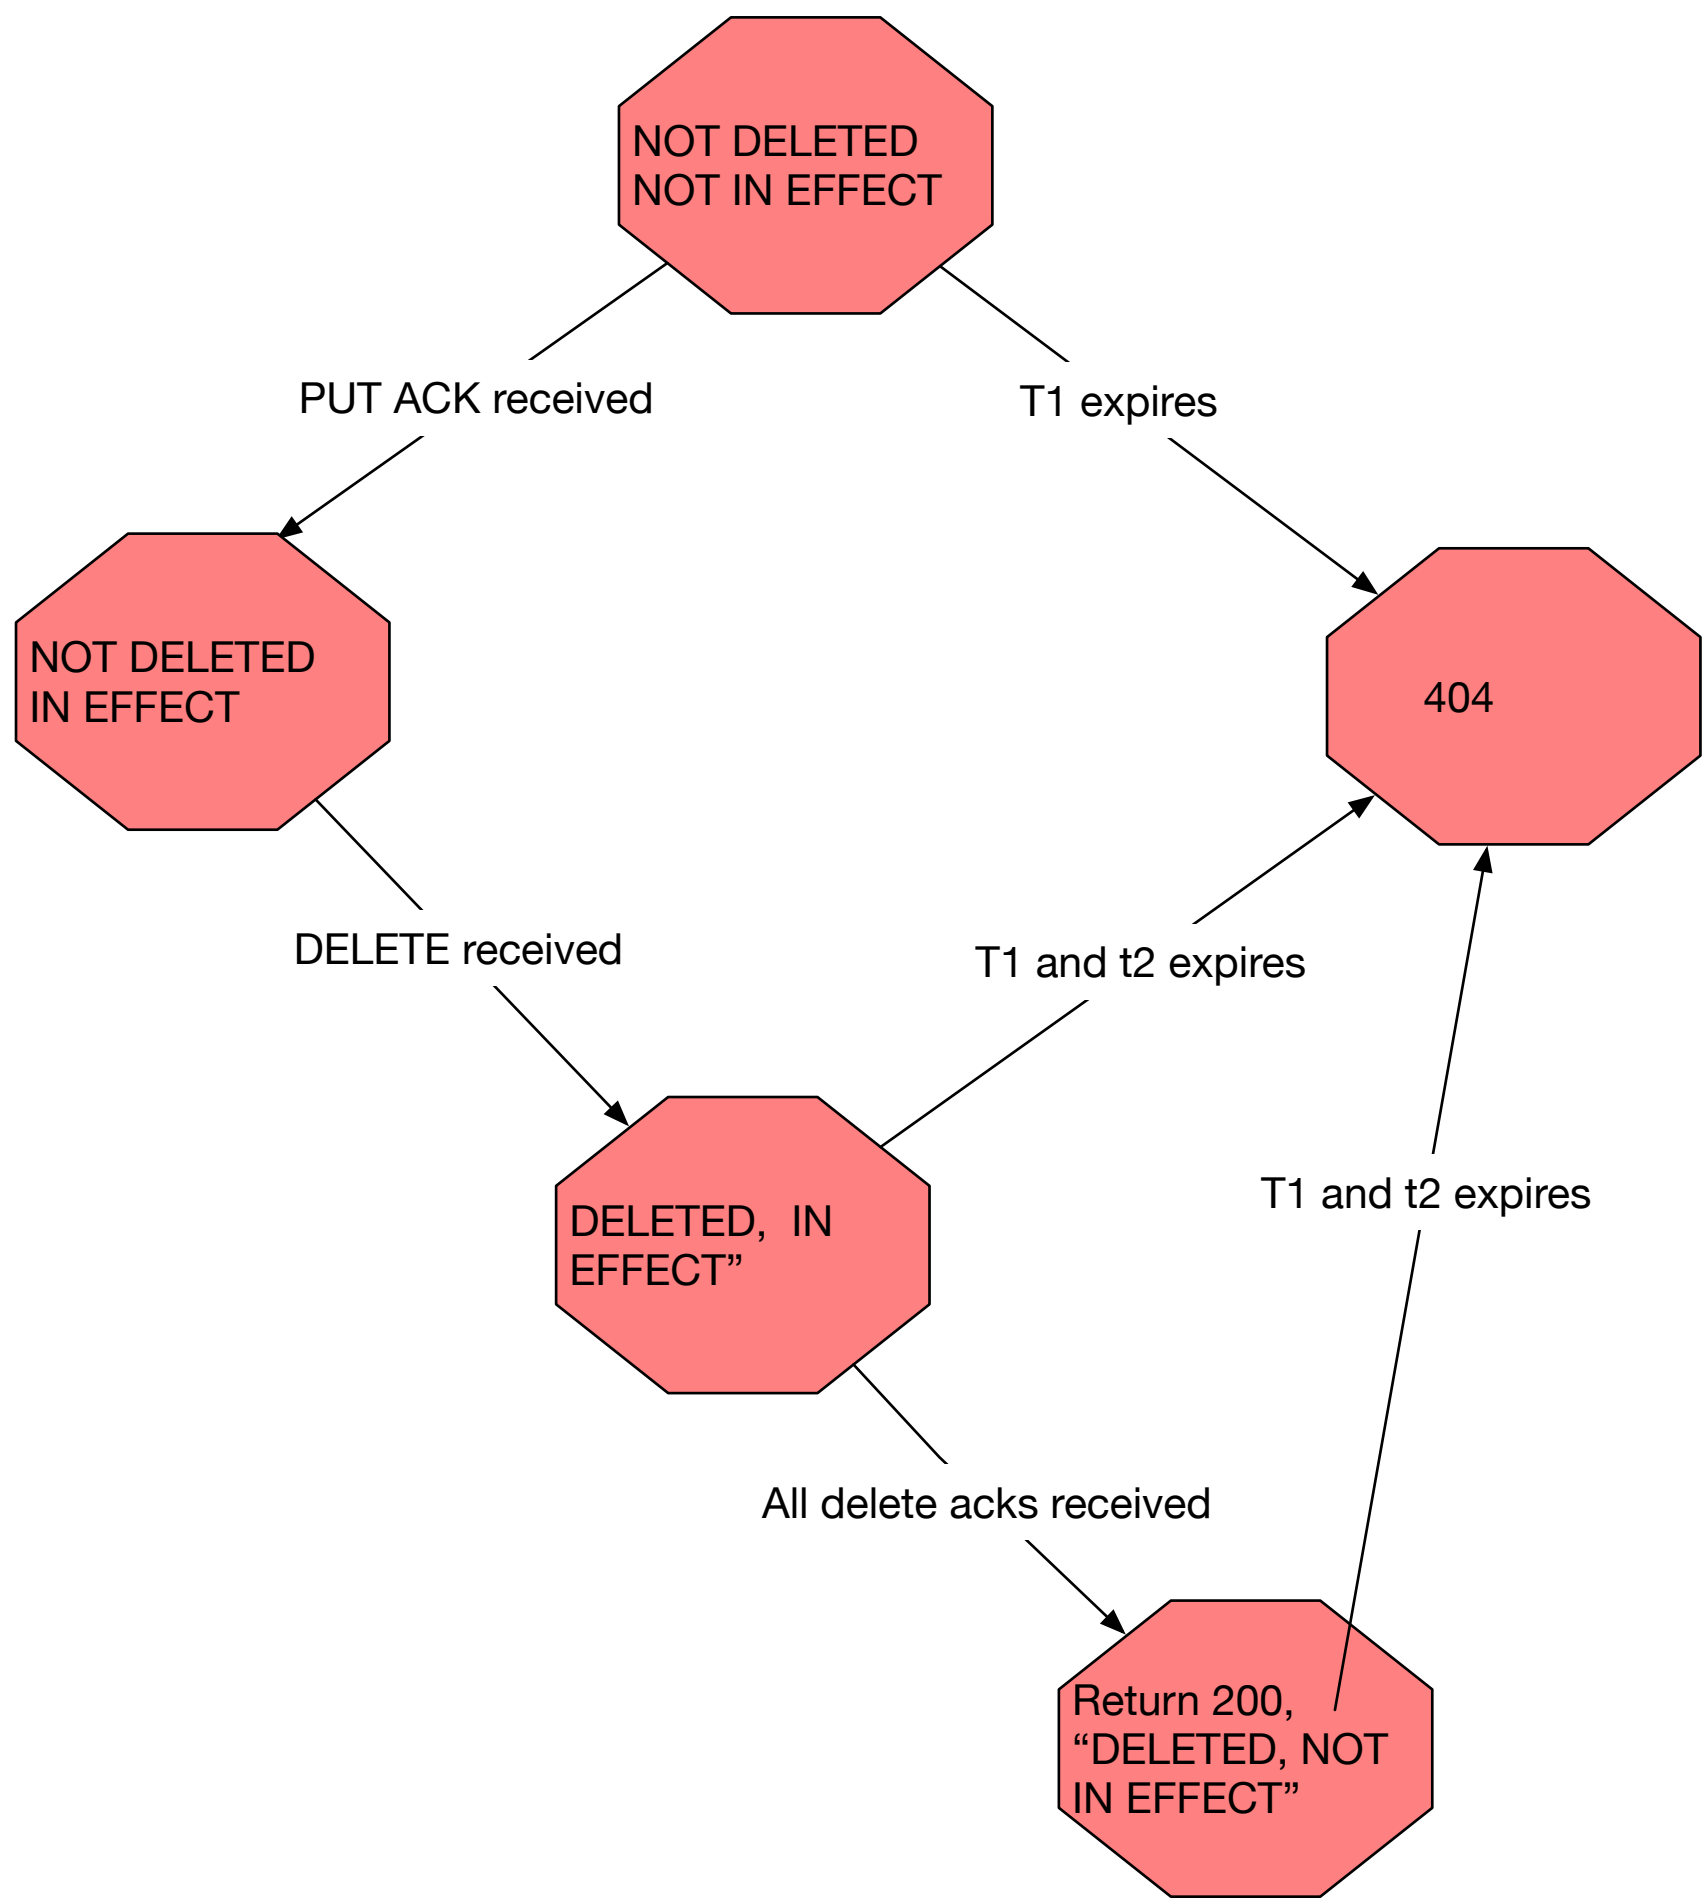 NOT DELETED
NOT IN EFFECT
PUT ACK received
T1 expires
NOT DELETED
IN EFFECT
404
DELETE received
T1 and t2 expires
T1 and t2 expires
DELETED,  IN
EFFECT”
All delete acks received
Return 200,
“DELETED, NOT
IN EFFECT”